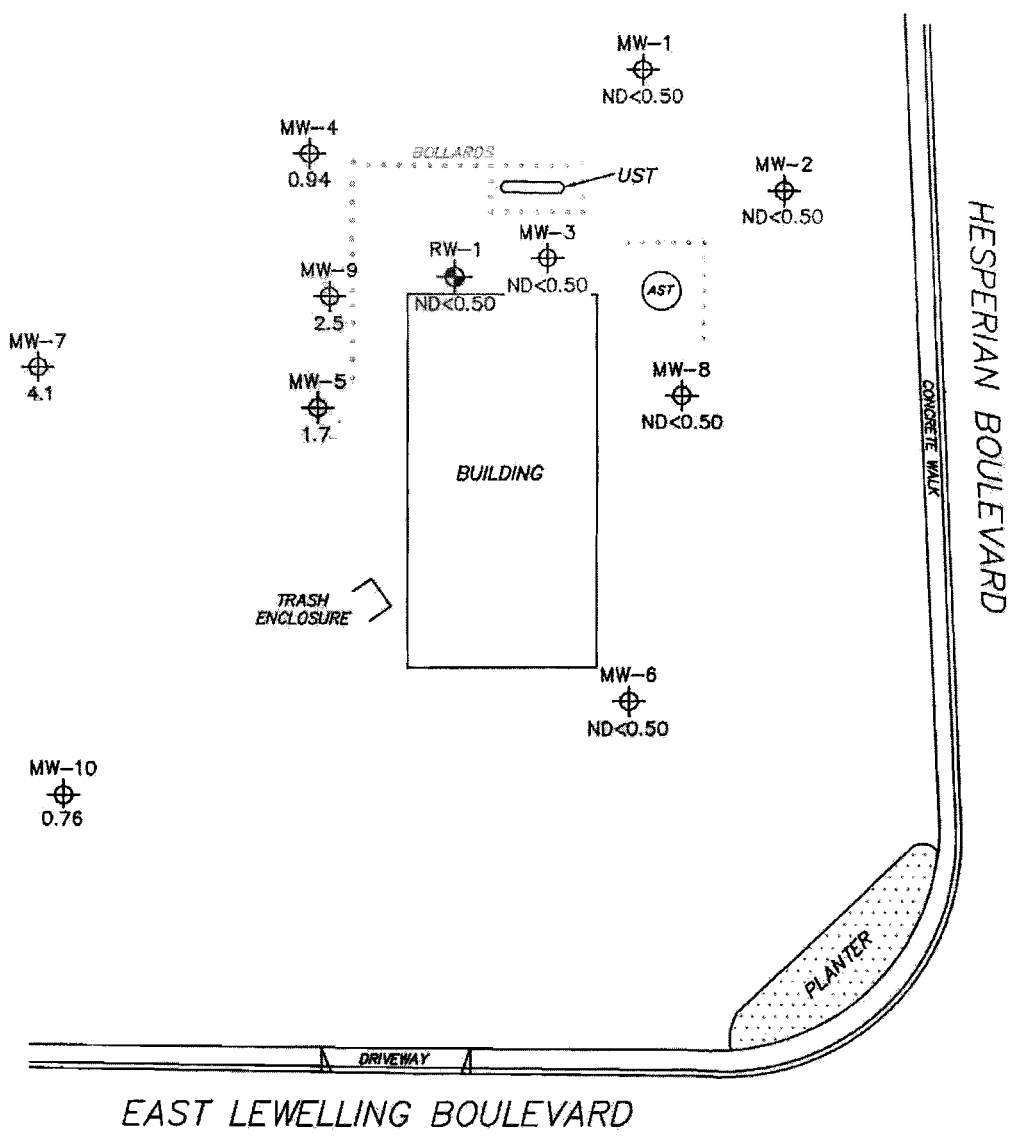 MW-1
ND<0.50
MW-4
0.94
BOLLARDS
UST
MW-2
ND<0.50
MW-3
ND<0.50
RW-1
ND<0.50
MW-9
2.5
AST
MW-7
4.1
MW-5
1.7
MW-8
ND<0.50
BUILDING
TRASH
ENCLOSURE
MW-6
ND<0.50
MW-10
0.76
HESPERIAN BOULEVARD
CONCRETE WALK
PLANTER
DRIVEWAY
EAST LEWELLING BOULEVARD